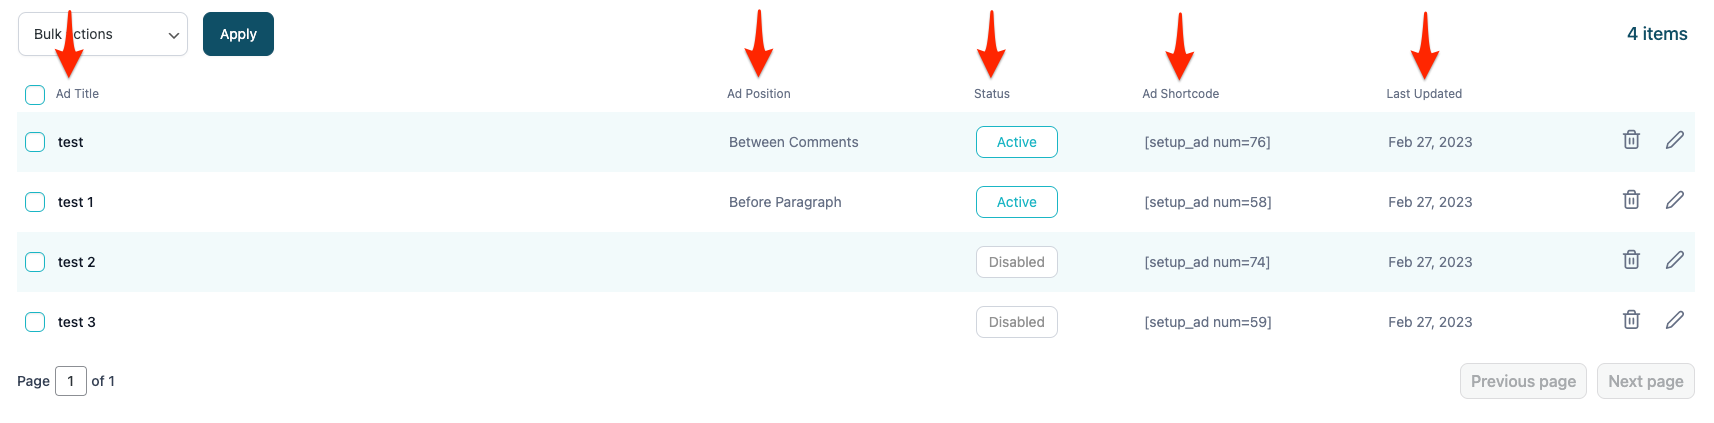 Bulk actions Apply 4 items
Ad Title Ad Position Status Ad Shortcode Last Updated
test Between Comments Active [setup_ad num=76] Feb 27, 2023
test 1 Before Paragraph Active [setup_ad num=58] Feb 27, 2023
test 2 Disabled [setup_ad num=74] Feb 27, 2023
test 3 Disabled [setup_ad num=59] Feb 27, 2023
Page 1 of 1 Previous page Next page